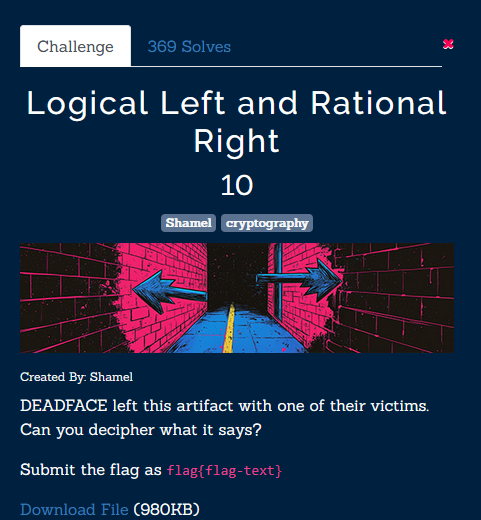 Challenge
369 Solves
Logical Left and Rational
Right
10
Shamel
cryptography
Created By: Shamel
DEADFACE left this artifact with one of their victims.
Can you decipher what it says?
Submit the flag as flag{flag-text}
Download File (980KB)